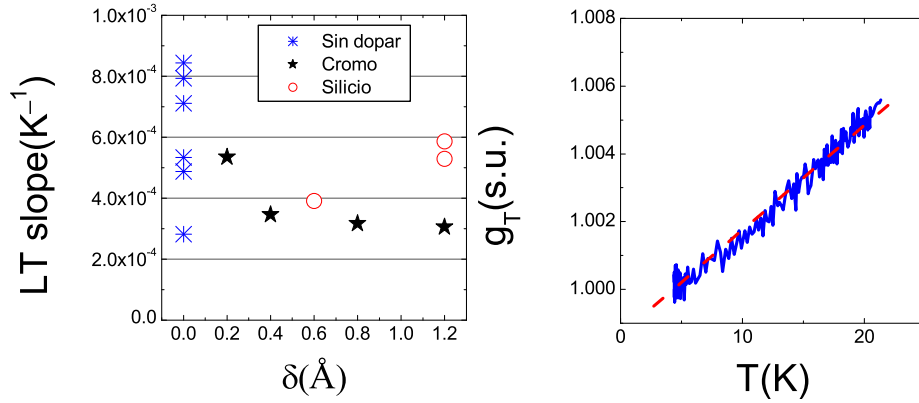 1.0x10⁻³
8.0x10⁻⁴
6.0x10⁻⁴
4.0x10⁻⁴
2.0x10⁻⁴
0.0
LT slope(K⁻¹)
Sin dopar
Cromo
Silicio
0.0 0.2 0.4 0.6 0.8 1.0 1.2
δ(Å)
1.008
1.006
1.004
1.002
1.000
g_T(s.u.)
0 10 20
T(K)